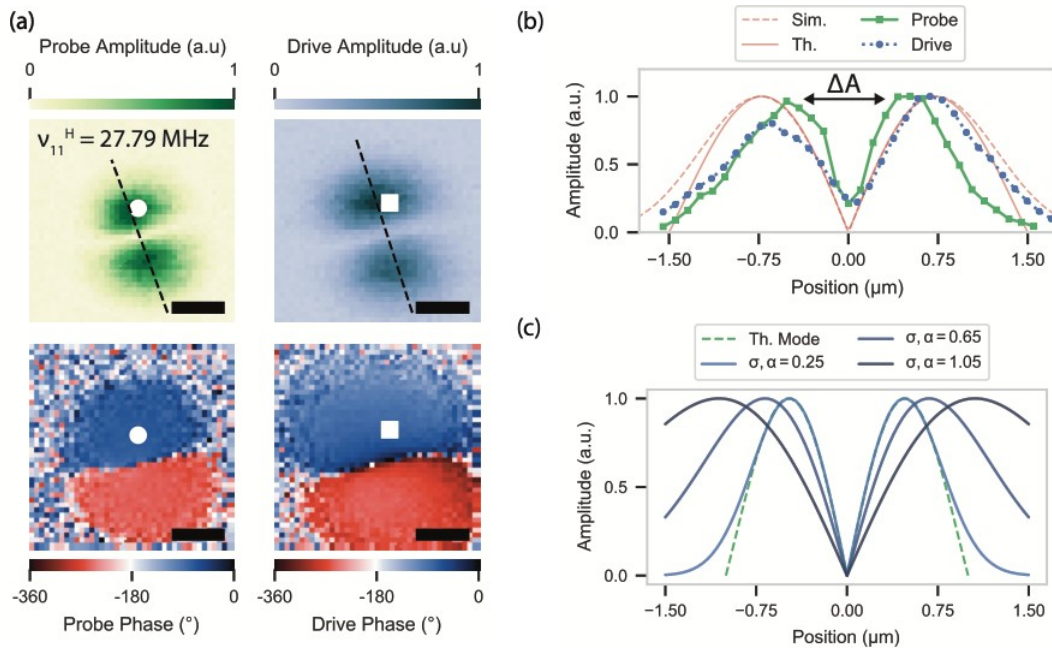 (a)
Probe Amplitude (a.u)
0 1
Drive Amplitude (a.u)
0 1
ν₁₁ᴴ = 27.79 MHz
-360 -180 0
Probe Phase (°)
-360 -180 0
Drive Phase (°)
(b)
Sim. Probe
Th. Drive
ΔA
1.0
0.5
0.0
Amplitude (a.u.)
−1.50 −0.75 0.00 0.75 1.50
Position (μm)
(c)
Th. Mode σ, α = 0.65
σ, α = 0.25 σ, α = 1.05
1.0
0.5
0.0
Amplitude (a.u.)
−1.50 −0.75 0.00 0.75 1.50
Position (μm)